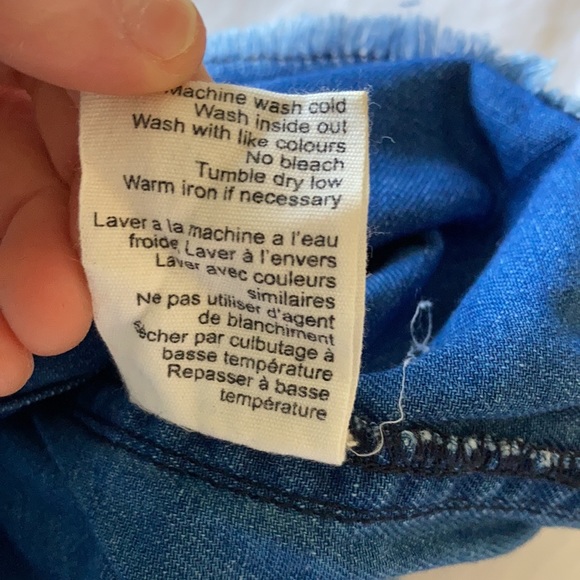 Machine wash cold
Wash inside out
Wash with like colours
No bleach
Tumble dry low
Warm iron if necessary
Laver a la machine a l'eau
froide, Laver à l'envers
Laver avec couleurs
similaires
Ne pas utiliser d'agent
de blanchiment
sècher par culbutage à
basse température
Repasser à basse
température